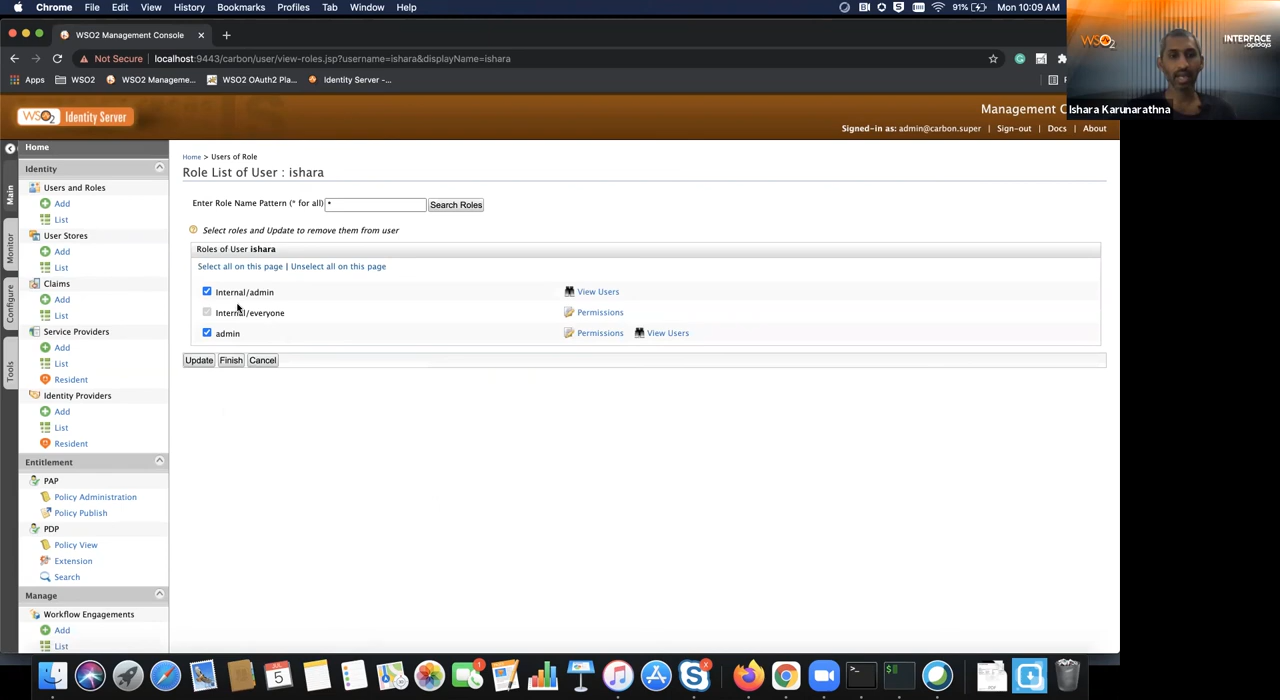 Chrome File Edit View History Bookmarks Profiles Tab Window Help
91% Mon 10:09 AM
WSO2 Management Console
Not Secure localhost:9443/carbon/user/view-roles.jsp?username=ishara&displayName=ishara
Apps WSO2 WSO2 Manageme... WSO2 OAuth2 Pla... Identity Server -...
WSO2
INTERFACE
Ishara Karunarathna
WSO2 Identity Server
Management C
Signed-in as: admin@carbon.super | Sign-out | Docs | About
Main
Monitor
Configure
Tools
Home
Identity
Users and Roles
Add
List
User Stores
Add
List
Claims
Add
List
Service Providers
Add
List
Resident
Identity Providers
Add
List
Resident
Entitlement
PAP
Policy Administration
Policy Publish
PDP
Policy View
Extension
Search
Manage
Workflow Engagements
Add
List
Home > Users of Role
Role List of User : ishara
Enter Role Name Pattern (* for all) * Search Roles
Select roles and Update to remove them from user
Roles of User ishara
Select all on this page | Unselect all on this page
Internal/admin View Users
Internal/everyone Permissions
admin Permissions View Users
Update Finish Cancel
JUL
5
1